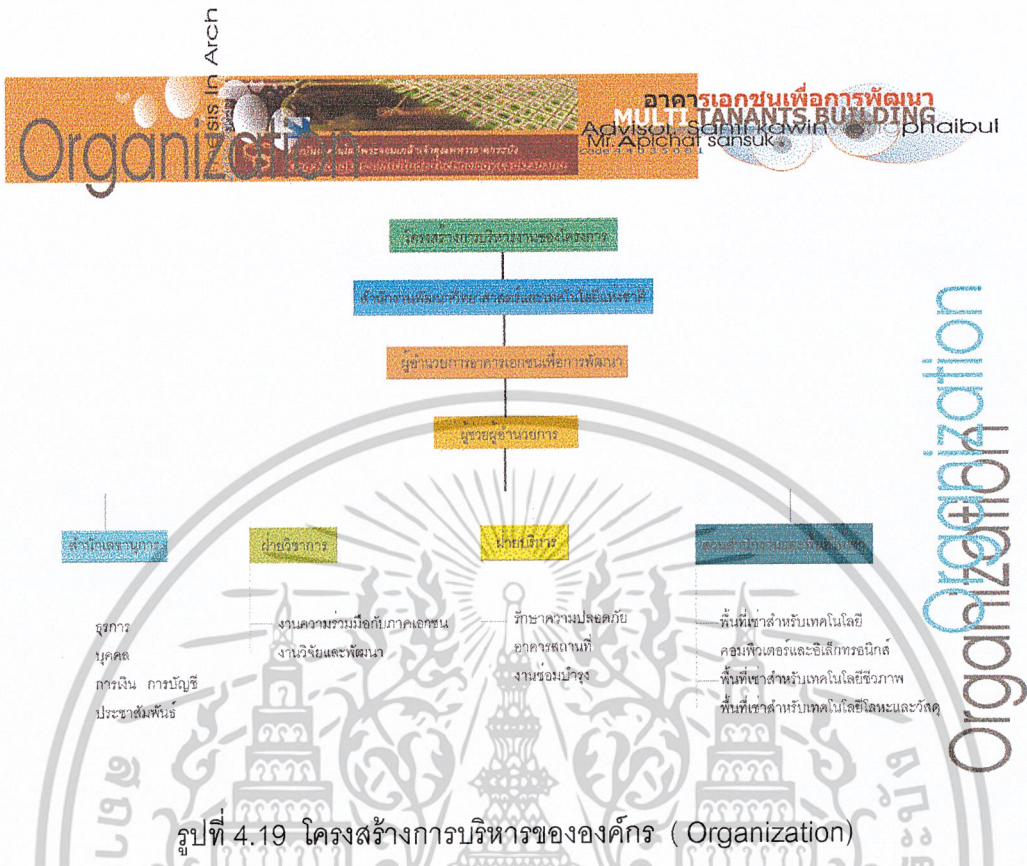 Organization
อาคารเอกชนเพื่อการพัฒนา
MULTI TANANTS BUILDING
phaibul
Mr. Apichat sansuk
โครงสร้างการบริหารงานของโครงการ
สำนักงานพัฒนาวิทยาศาสตร์และเทคโนโลยีแห่งชาติ
ผู้อำนวยการอาคารเอกชนเพื่อการพัฒนา
ผู้ช่วยผู้อำนวยการ
สำนักเลขานุการ
ธุรการ
บุคคล
การเงิน การบัญชี
ประชาสัมพันธ์
ฝ่ายวิชาการ
งานความร่วมมือกับภาคเอกชน
งานวิจัยและพัฒนา
ฝ่ายบริการ
รักษาความปลอดภัย
อาคารสถานที่
งานซ่อมบำรุง
พื้นที่เช่าสำหรับเทคโนโลยี
คอมพิวเตอร์และอิเล็กทรอนิกส์
พื้นที่เช่าสำหรับเทคโนโลยีชีวภาพ
พื้นที่เช่าสำหรับเทคโนโลยีโลหะและวัสดุ
Organization
Organization
รูปที่ 4.19 โครงสร้างการบริหารขององค์กร ( Organization)